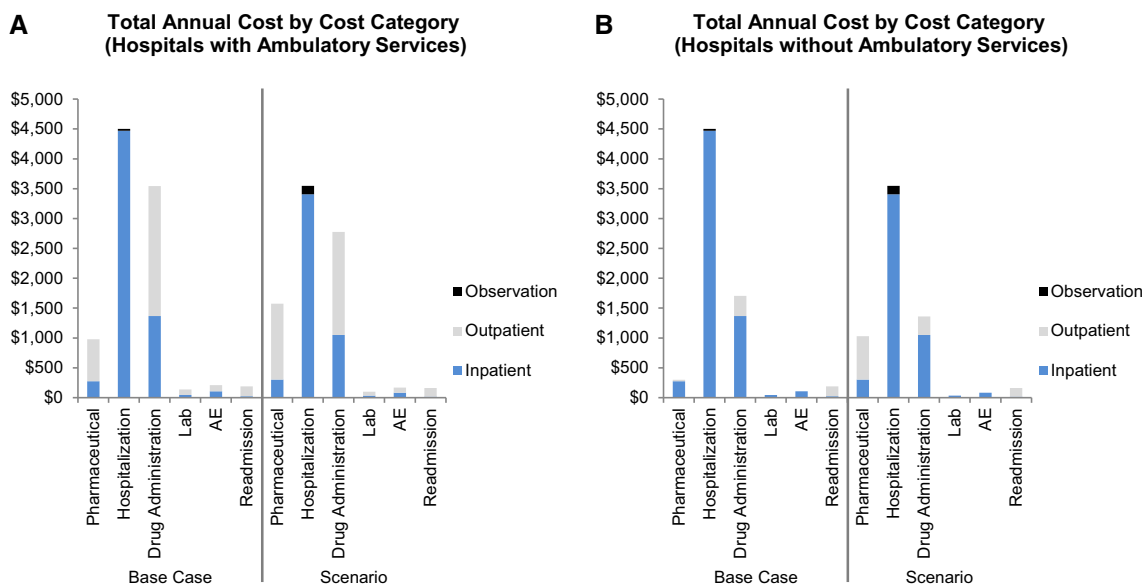 A
Total Annual Cost by Cost Category
(Hospitals with Ambulatory Services)
$5,000
$4,500
$4,000
$3,500
$3,000
$2,500
$2,000
$1,500
$1,000
$500
$0
Observation
Outpatient
Inpatient
Pharmaceutical
Hospitalization
Drug Administration
Lab
AE
Readmission
Pharmaceutical
Hospitalization
Drug Administration
Lab
AE
Readmission
Base Case
Scenario
B
Total Annual Cost by Cost Category
(Hospitals without Ambulatory Services)
$5,000
$4,500
$4,000
$3,500
$3,000
$2,500
$2,000
$1,500
$1,000
$500
$0
Observation
Outpatient
Inpatient
Pharmaceutical
Hospitalization
Drug Administration
Lab
AE
Readmission
Pharmaceutical
Hospitalization
Drug Administration
Lab
AE
Readmission
Base Case
Scenario